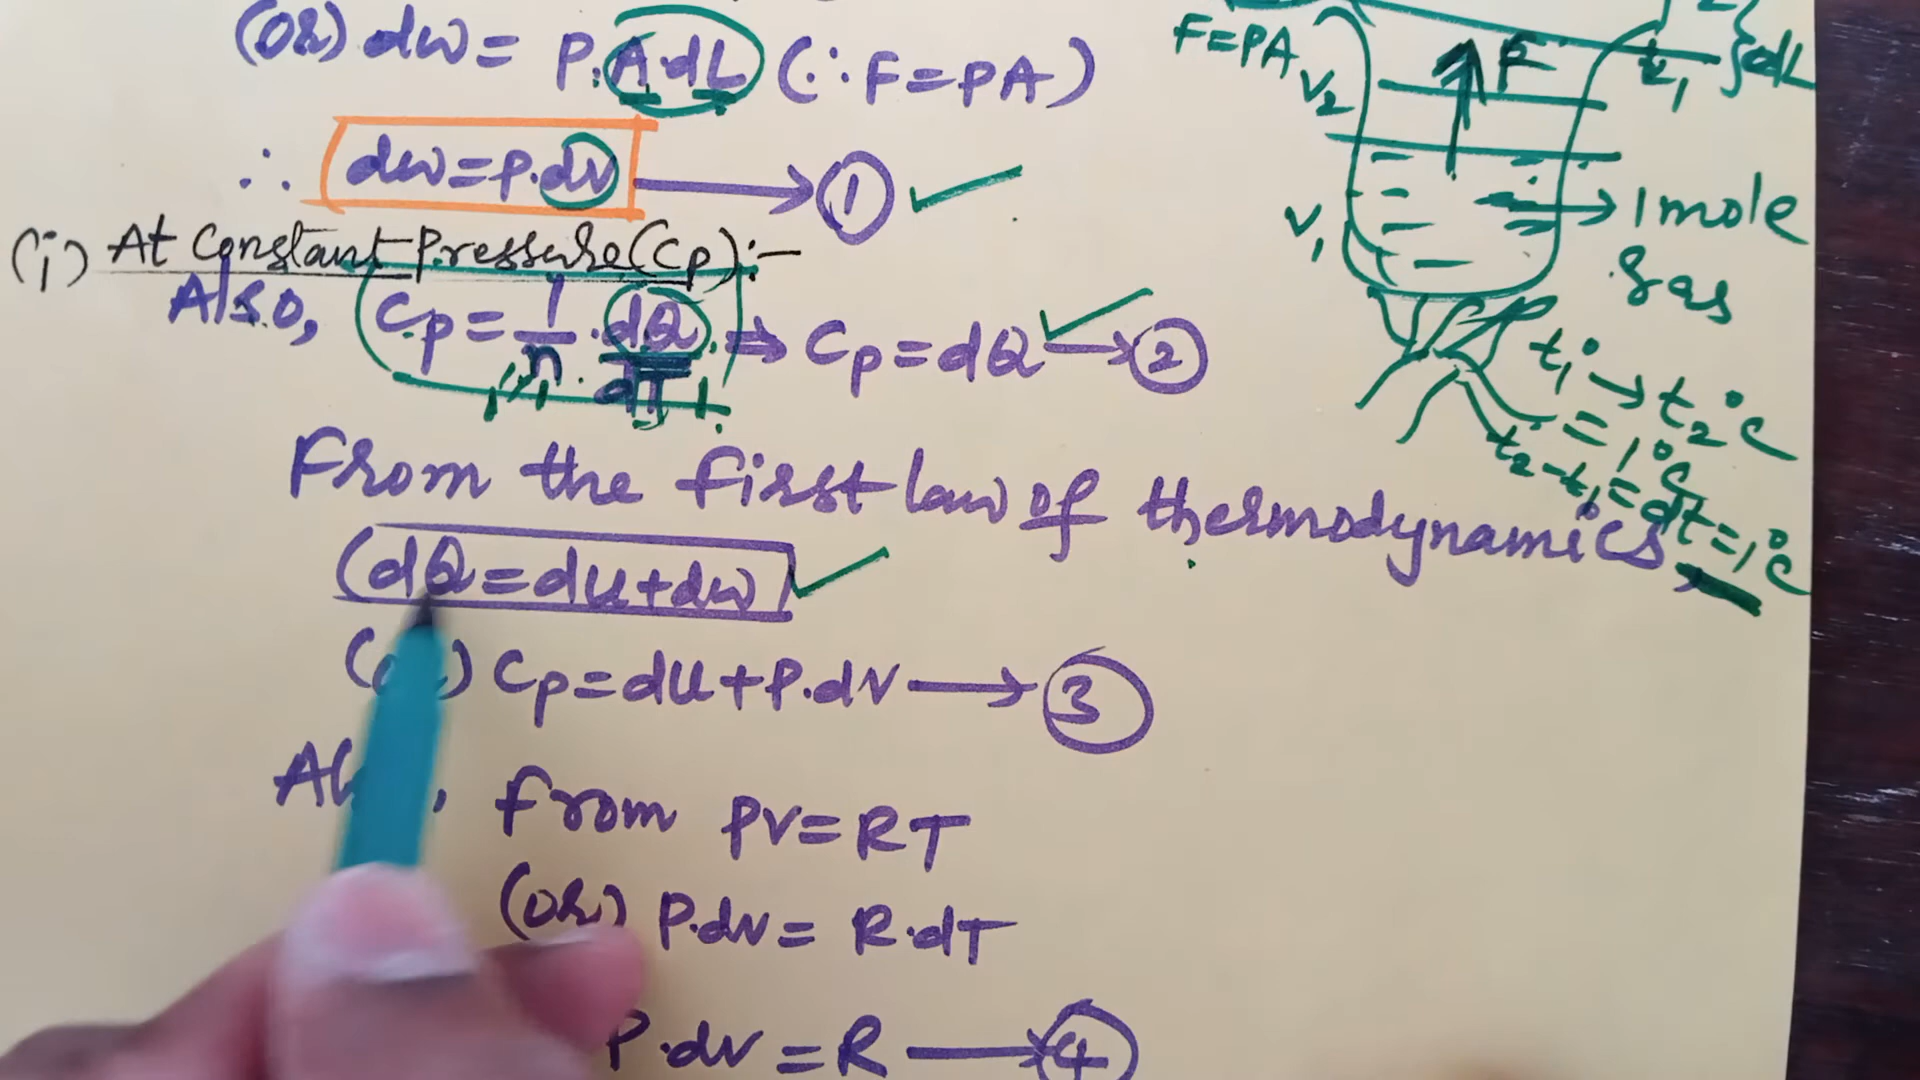 (OR) dw = P.A.dL (∵ F=PA)
∴ dw=P.dV → ①
(i) At Constant Pressure(Cp):-
Also, Cp = 1/n . dQ/dT ⇒ Cp = dQ → ②
From the first law of thermodynamics,
(dQ = dU+dw)
Cp=dU+P.dV → ③
from PV=RT
(OR) P.dV = R.dT
P.dV = R → ④
F=PA
V₂
F
t₁
}dL
V₁
→ 1 mole
gas
t₁° → t₂°C
= 1°C
t₂-t₁=dt=1°C